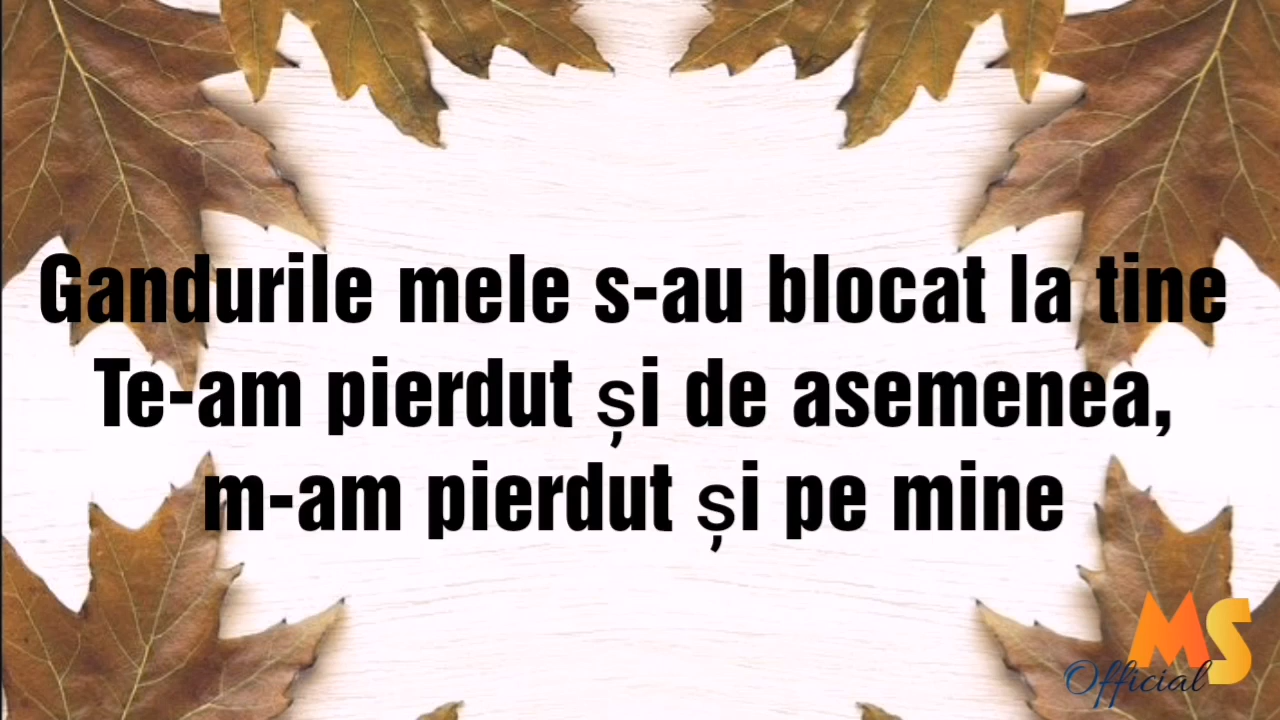 Gandurile mele s-au blocat la tine
Te-am pierdut și de asemenea,
m-am pierdut și pe mine
MS
Official